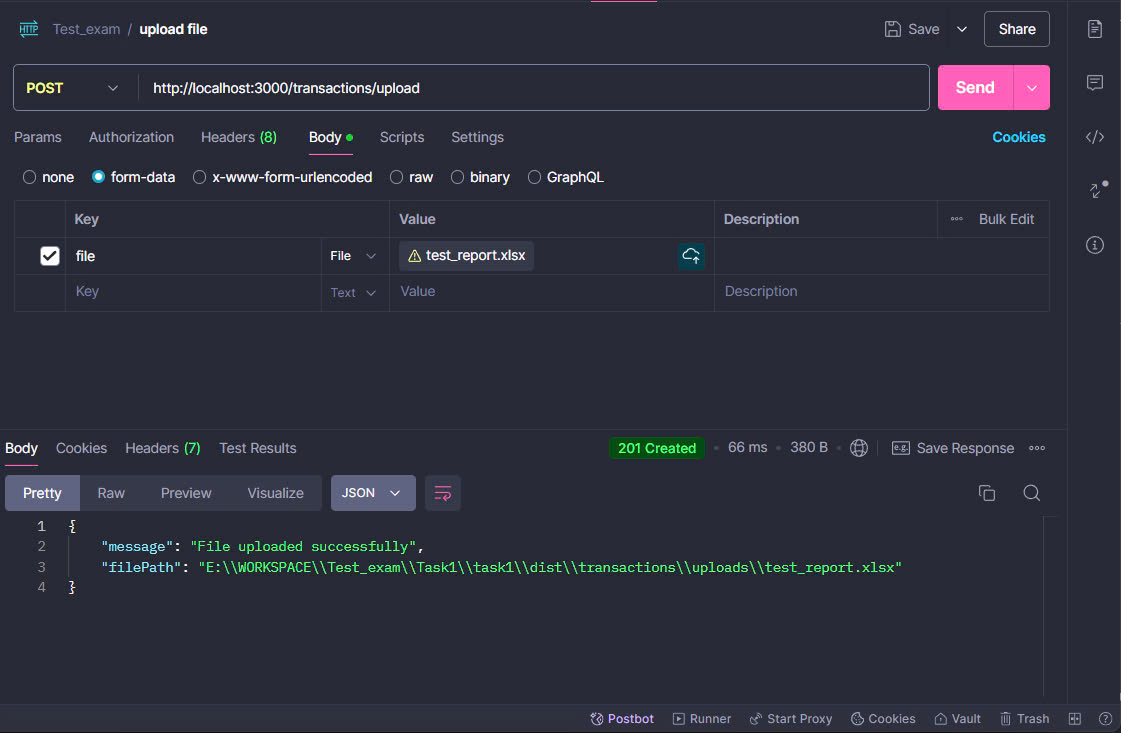 HTTP Test_exam / upload file Save Share
POST http://localhost:3000/transactions/upload Send
Params Authorization Headers (8) Body Scripts Settings Cookies
none form-data x-www-form-urlencoded raw binary GraphQL
Key Value Description Bulk Edit
file File test_report.xlsx
Key Text Value Description
Body Cookies Headers (7) Test Results 201 Created 66 ms 380 B e.g. Save Response
Pretty Raw Preview Visualize JSON
1 {
2 "message": "File uploaded successfully",
3 "filePath": "E:\\WORKSPACE\\Test_exam\\Task1\\task1\\dist\\transactions\\uploads\\test_report.xlsx"
4 }
Postbot Runner Start Proxy Cookies Vault Trash